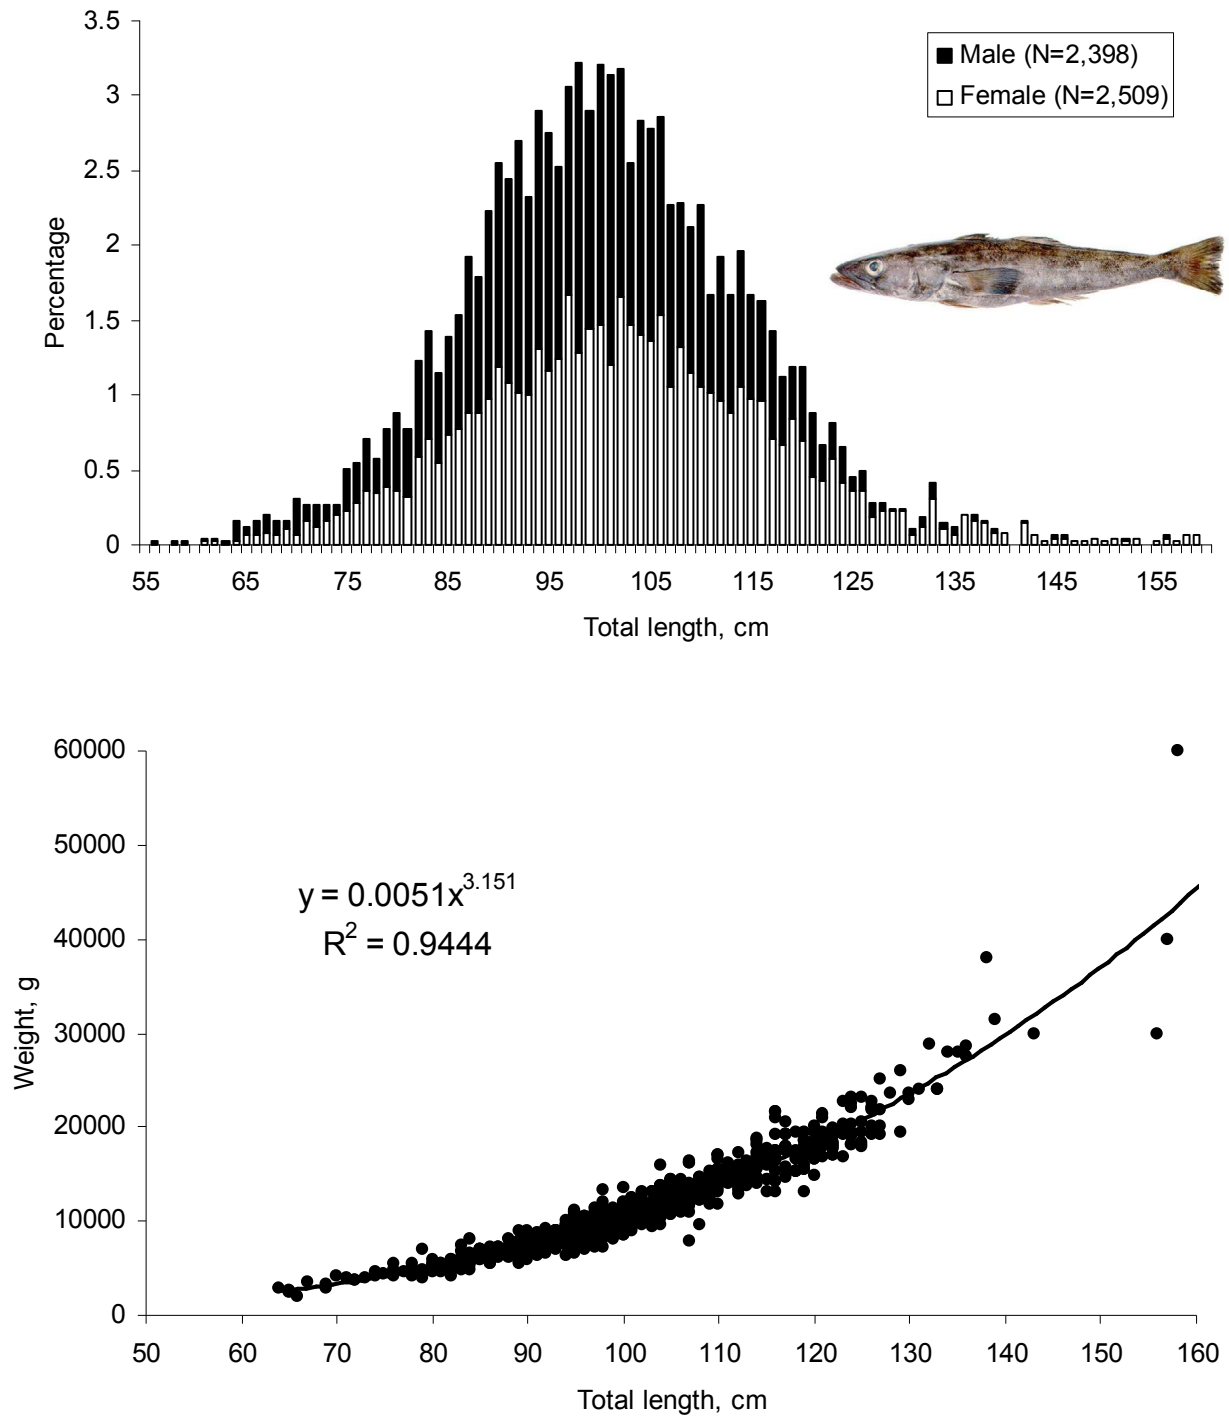 3.5
3
2.5
2
1.5
1
0.5
0
Percentage
Male (N=2,398)
Female (N=2,509)
55 65 75 85 95 105 115 125 135 145 155
Total length, cm
60000
50000
40000
30000
20000
10000
0
Weight, g
y = 0.0051x^3.151
R² = 0.9444
50 60 70 80 90 100 110 120 130 140 150 160
Total length, cm